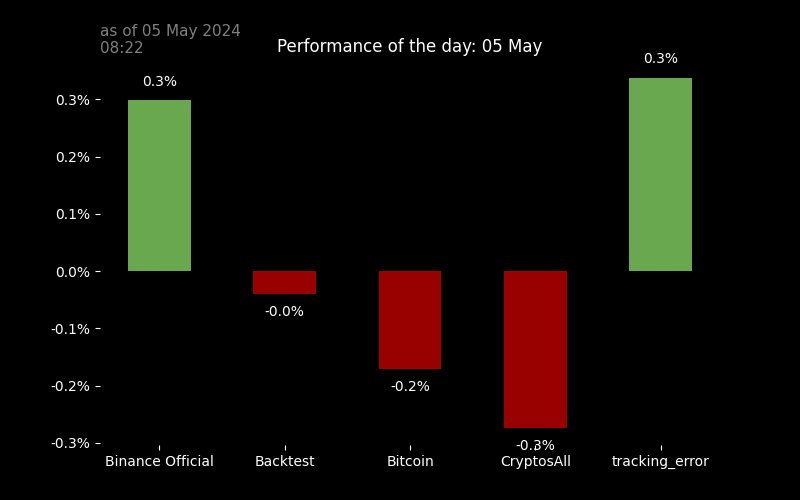 as of 05 May 2024
08:22
Performance of the day: 05 May
0.3%
0.2%
0.1%
0.0%
-0.1%
-0.2%
-0.3%
0.3%
-0.0%
-0.2%
-0.3%
0.3%
Binance Official
Backtest
Bitcoin
CryptosAll
tracking_error